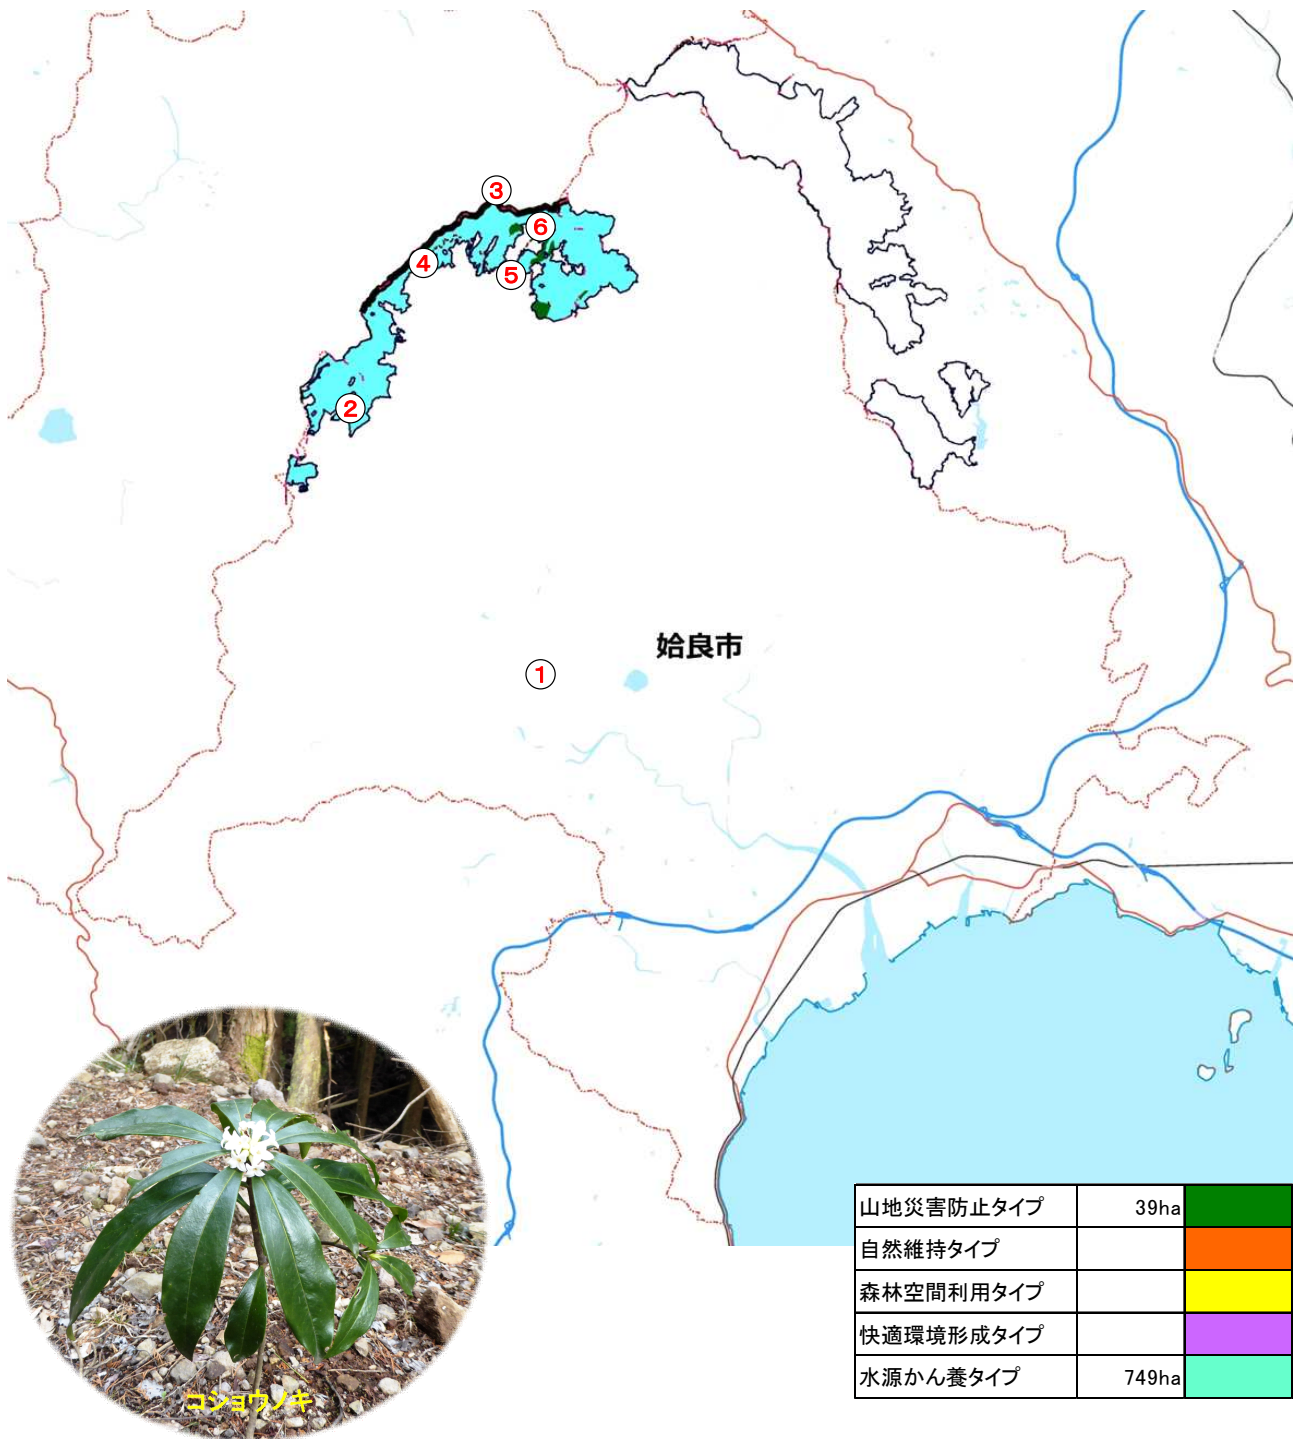 ③
⑥
④
⑤
②
姶良市
①
山地災害防止タイプ 39ha
自然維持タイプ
森林空間利用タイプ
快適環境形成タイプ
水源かん養タイプ 749ha
コショウノキ